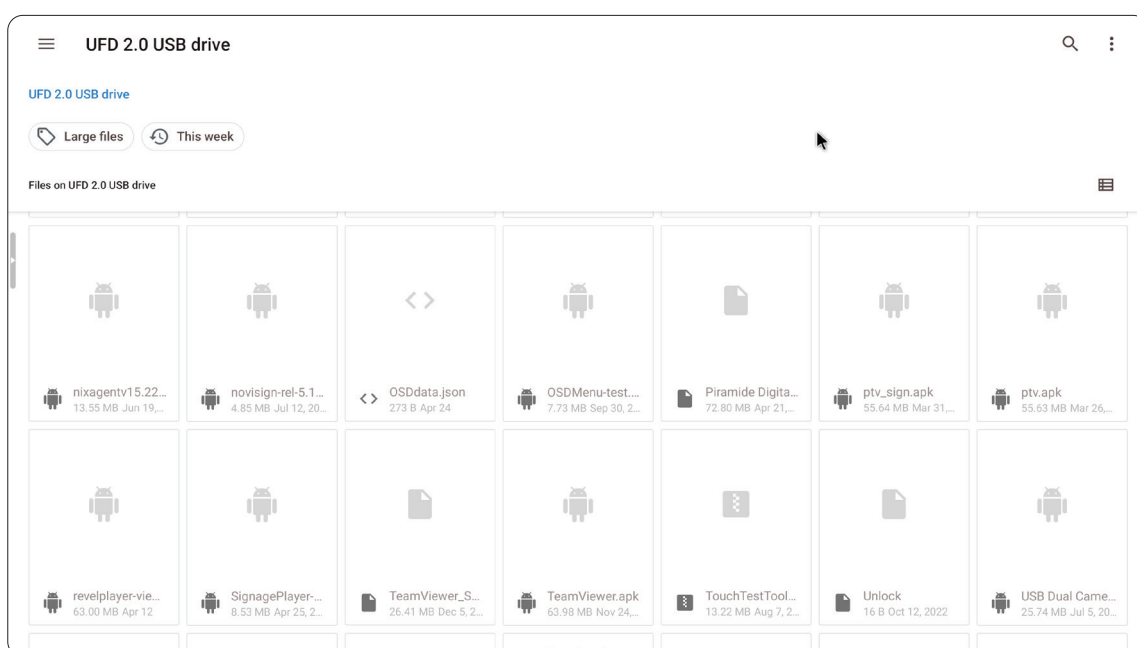 UFD 2.0 USB drive
UFD 2.0 USB drive
Large files
This week
Files on UFD 2.0 USB drive
nixagentv15.22...
13.55 MB Jun 19,...
novisign-rel-5.1...
4.85 MB Jul 12, 20...
OSDdata.json
273 B Apr 24
OSDMenu-test....
7.73 MB Sep 30, 2...
Piramide Digita...
72.80 MB Apr 21,...
ptv_sign.apk
55.64 MB Mar 31,...
ptv.apk
55.63 MB Mar 26,...
revelplayer-vie...
63.00 MB Apr 12
SignagePlayer-...
8.53 MB Apr 25, 2...
TeamViewer_S...
26.41 MB Dec 5, 2...
TeamViewer.apk
63.98 MB Nov 24,...
TouchTestTool...
13.22 MB Aug 7, 2...
Unlock
16 B Oct 12, 2022
USB Dual Came...
25.74 MB Jul 5, 20...